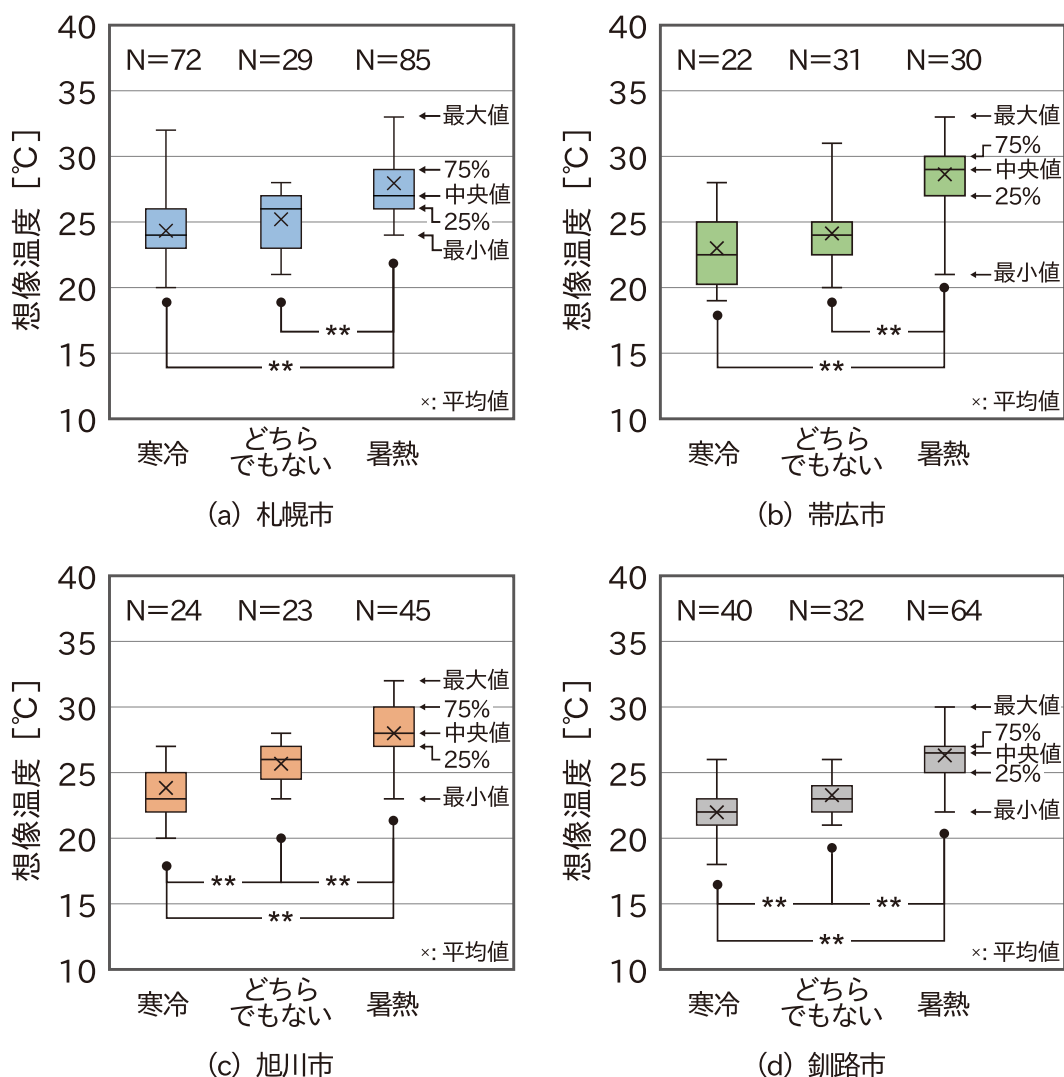 想像温度 [℃]
40
35
30
25
20
15
10
N=72 N=29 N=85
最大値
75%
中央値
25%
最小値
**
**
×: 平均値
寒冷
どちら
でもない
暑熱
（a）札幌市
想像温度 [℃]
40
35
30
25
20
15
10
N=22 N=31 N=30
最大値
75%
中央値
25%
最小値
**
**
×: 平均値
寒冷
どちら
でもない
暑熱
（b）帯広市
想像温度 [℃]
40
35
30
25
20
15
10
N=24 N=23 N=45
最大値
75%
中央値
25%
最小値
** **
**
×: 平均値
寒冷
どちら
でもない
暑熱
（c）旭川市
想像温度 [℃]
40
35
30
25
20
15
10
N=40 N=32 N=64
最大値
75%
中央値
25%
最小値
** **
**
×: 平均値
寒冷
どちら
でもない
暑熱
（d）釧路市